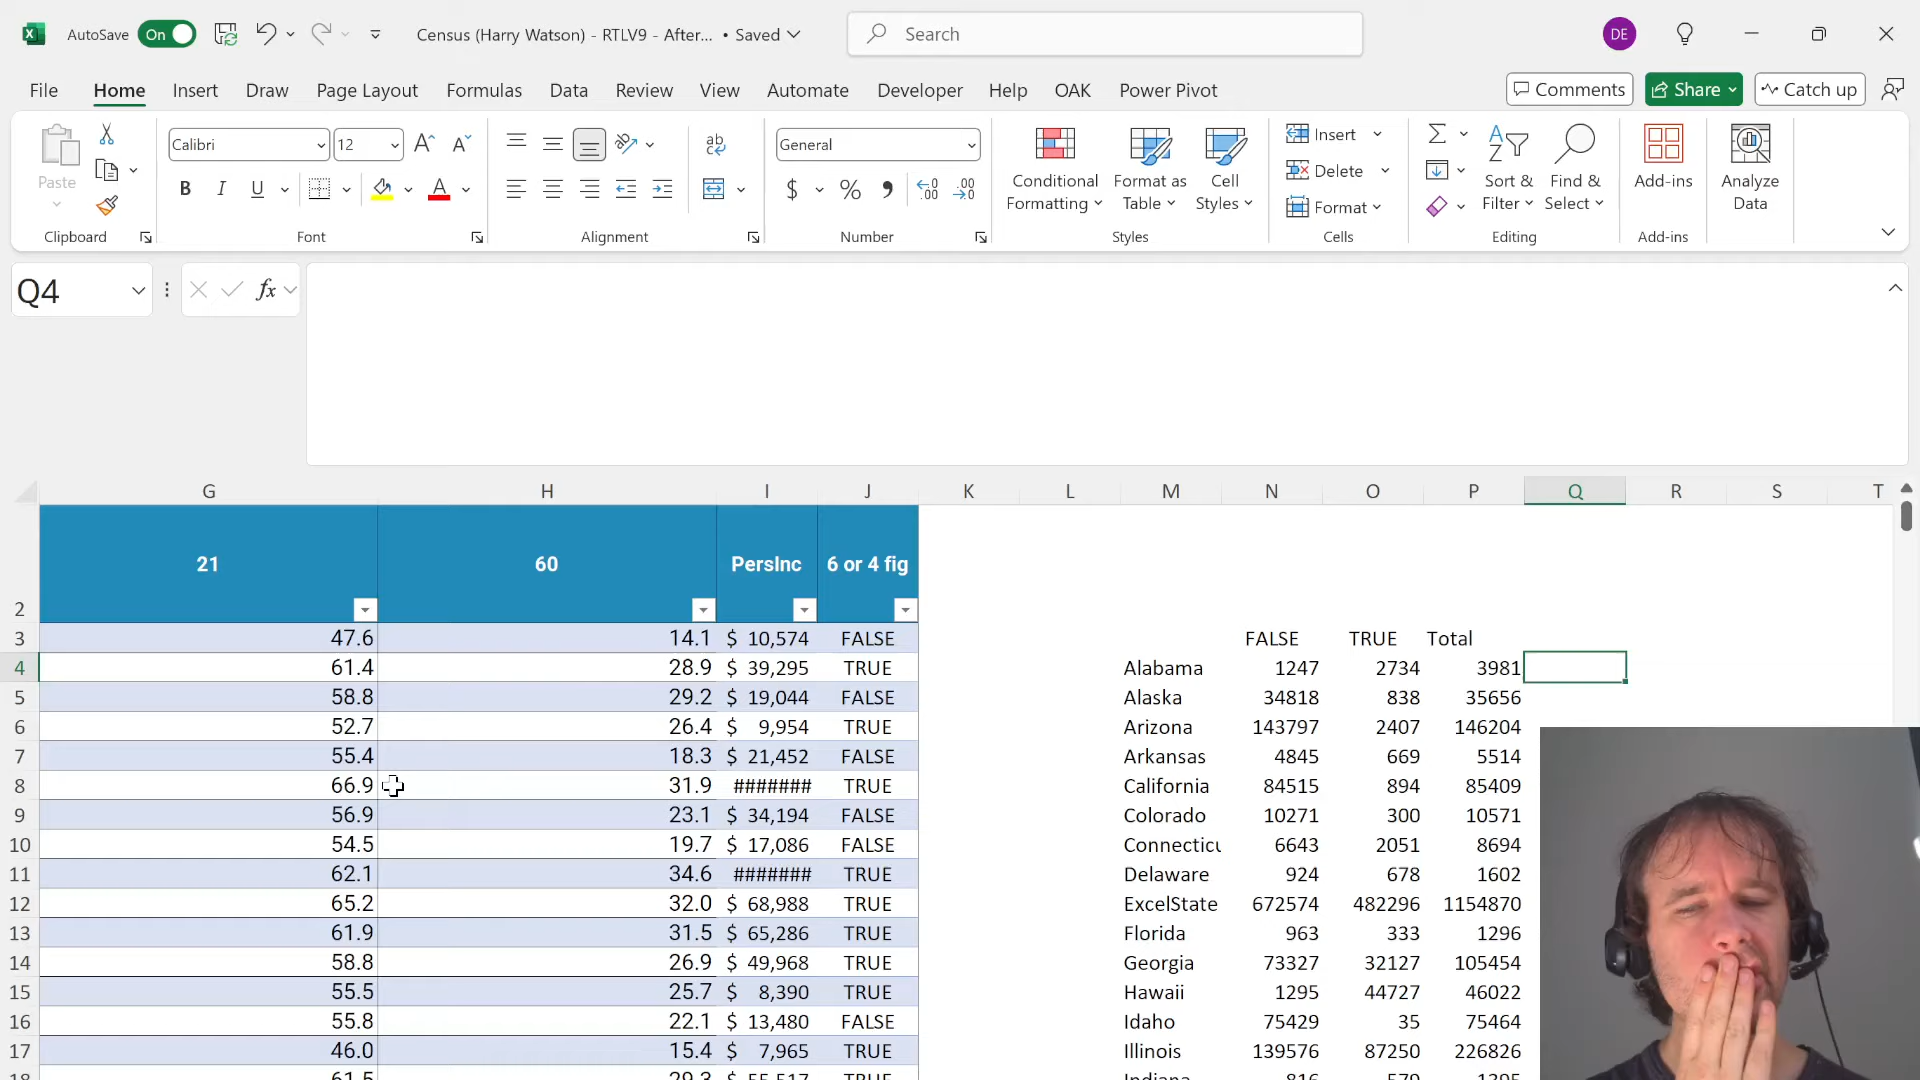 AutoSave On Census (Harry Watson) - RTLV9 - After... • Saved Search DE
File Home Insert Draw Page Layout Formulas Data Review View Automate Developer Help OAK Power Pivot Comments Share Catch up
Paste
Calibri 12
B I U
ab
General
$ % 9
Conditional Formatting
Format as Table
Cell Styles
Insert
Delete
Format
Sort & Filter
Find & Select
Add-ins
Analyze Data
Clipboard Font Alignment Number Styles Cells Editing Add-ins
Q4 fx
G H I J K L M N O P Q R S T
21 60 PersInc 6 or 4 fig
2
3 47.6 14.1 $ 10,574 FALSE FALSE TRUE Total
4 61.4 28.9 $ 39,295 TRUE Alabama 1247 2734 3981
5 58.8 29.2 $ 19,044 FALSE Alaska 34818 838 35656
6 52.7 26.4 $ 9,954 TRUE Arizona 143797 2407 146204
7 55.4 18.3 $ 21,452 FALSE Arkansas 4845 669 5514
8 66.9 31.9 ####### TRUE California 84515 894 85409
9 56.9 23.1 $ 34,194 FALSE Colorado 10271 300 10571
10 54.5 19.7 $ 17,086 FALSE Connecticu 6643 2051 8694
11 62.1 34.6 ####### TRUE Delaware 924 678 1602
12 65.2 32.0 $ 68,988 TRUE ExcelState 672574 482296 1154870
13 61.9 31.5 $ 65,286 TRUE Florida 963 333 1296
14 58.8 26.9 $ 49,968 TRUE Georgia 73327 32127 105454
15 55.5 25.7 $ 8,390 TRUE Hawaii 1295 44727 46022
16 55.8 22.1 $ 13,480 FALSE Idaho 75429 35 75464
17 46.0 15.4 $ 7,965 TRUE Illinois 139576 87250 226826